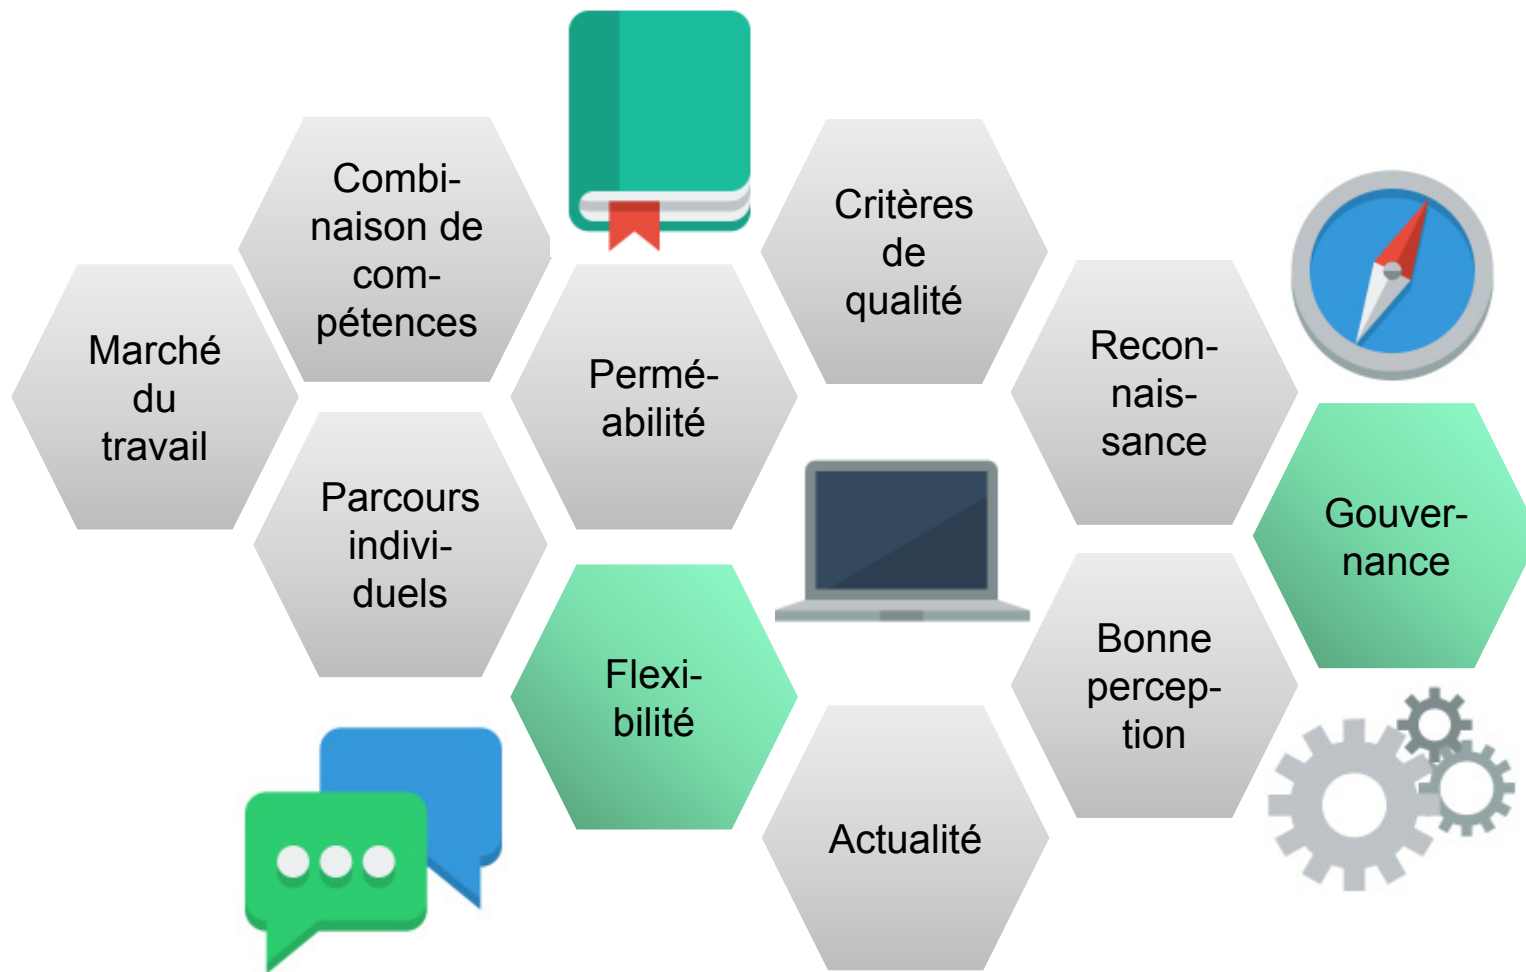 Combi-
naison de
com-
pétences
Critères
de
qualité
Marché
du
travail
Permé-
abilité
Recon-
nais-
sance
Parcours
indivi-
duels
Gouver-
nance
Flexi-
bilité
Bonne
percep-
tion
Actualité